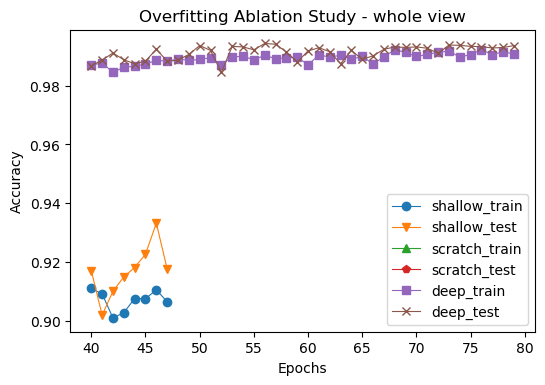 Overfitting Ablation Study - whole view
Accuracy
0.98
0.96
0.94
0.92
0.90
shallow_train
shallow_test
scratch_train
scratch_test
deep_train
deep_test
40 45 50 55 60 65 70 75 80
Epochs